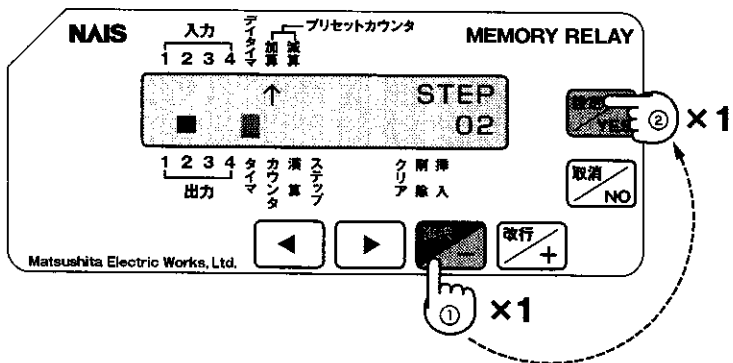 NAIS
入力
1 2 3 4
デイタイマ
加算
減算
プリセットカウンタ
MEMORY RELAY
↑
STEP
02
YES
② ×1
1 2 3 4
出力
タイマ
カウンタ
演算
ステップ
クリア
削除
挿入
取消
NO
Matsushita Electric Works, Ltd.
◀
▶
−
改行
+
① ×1